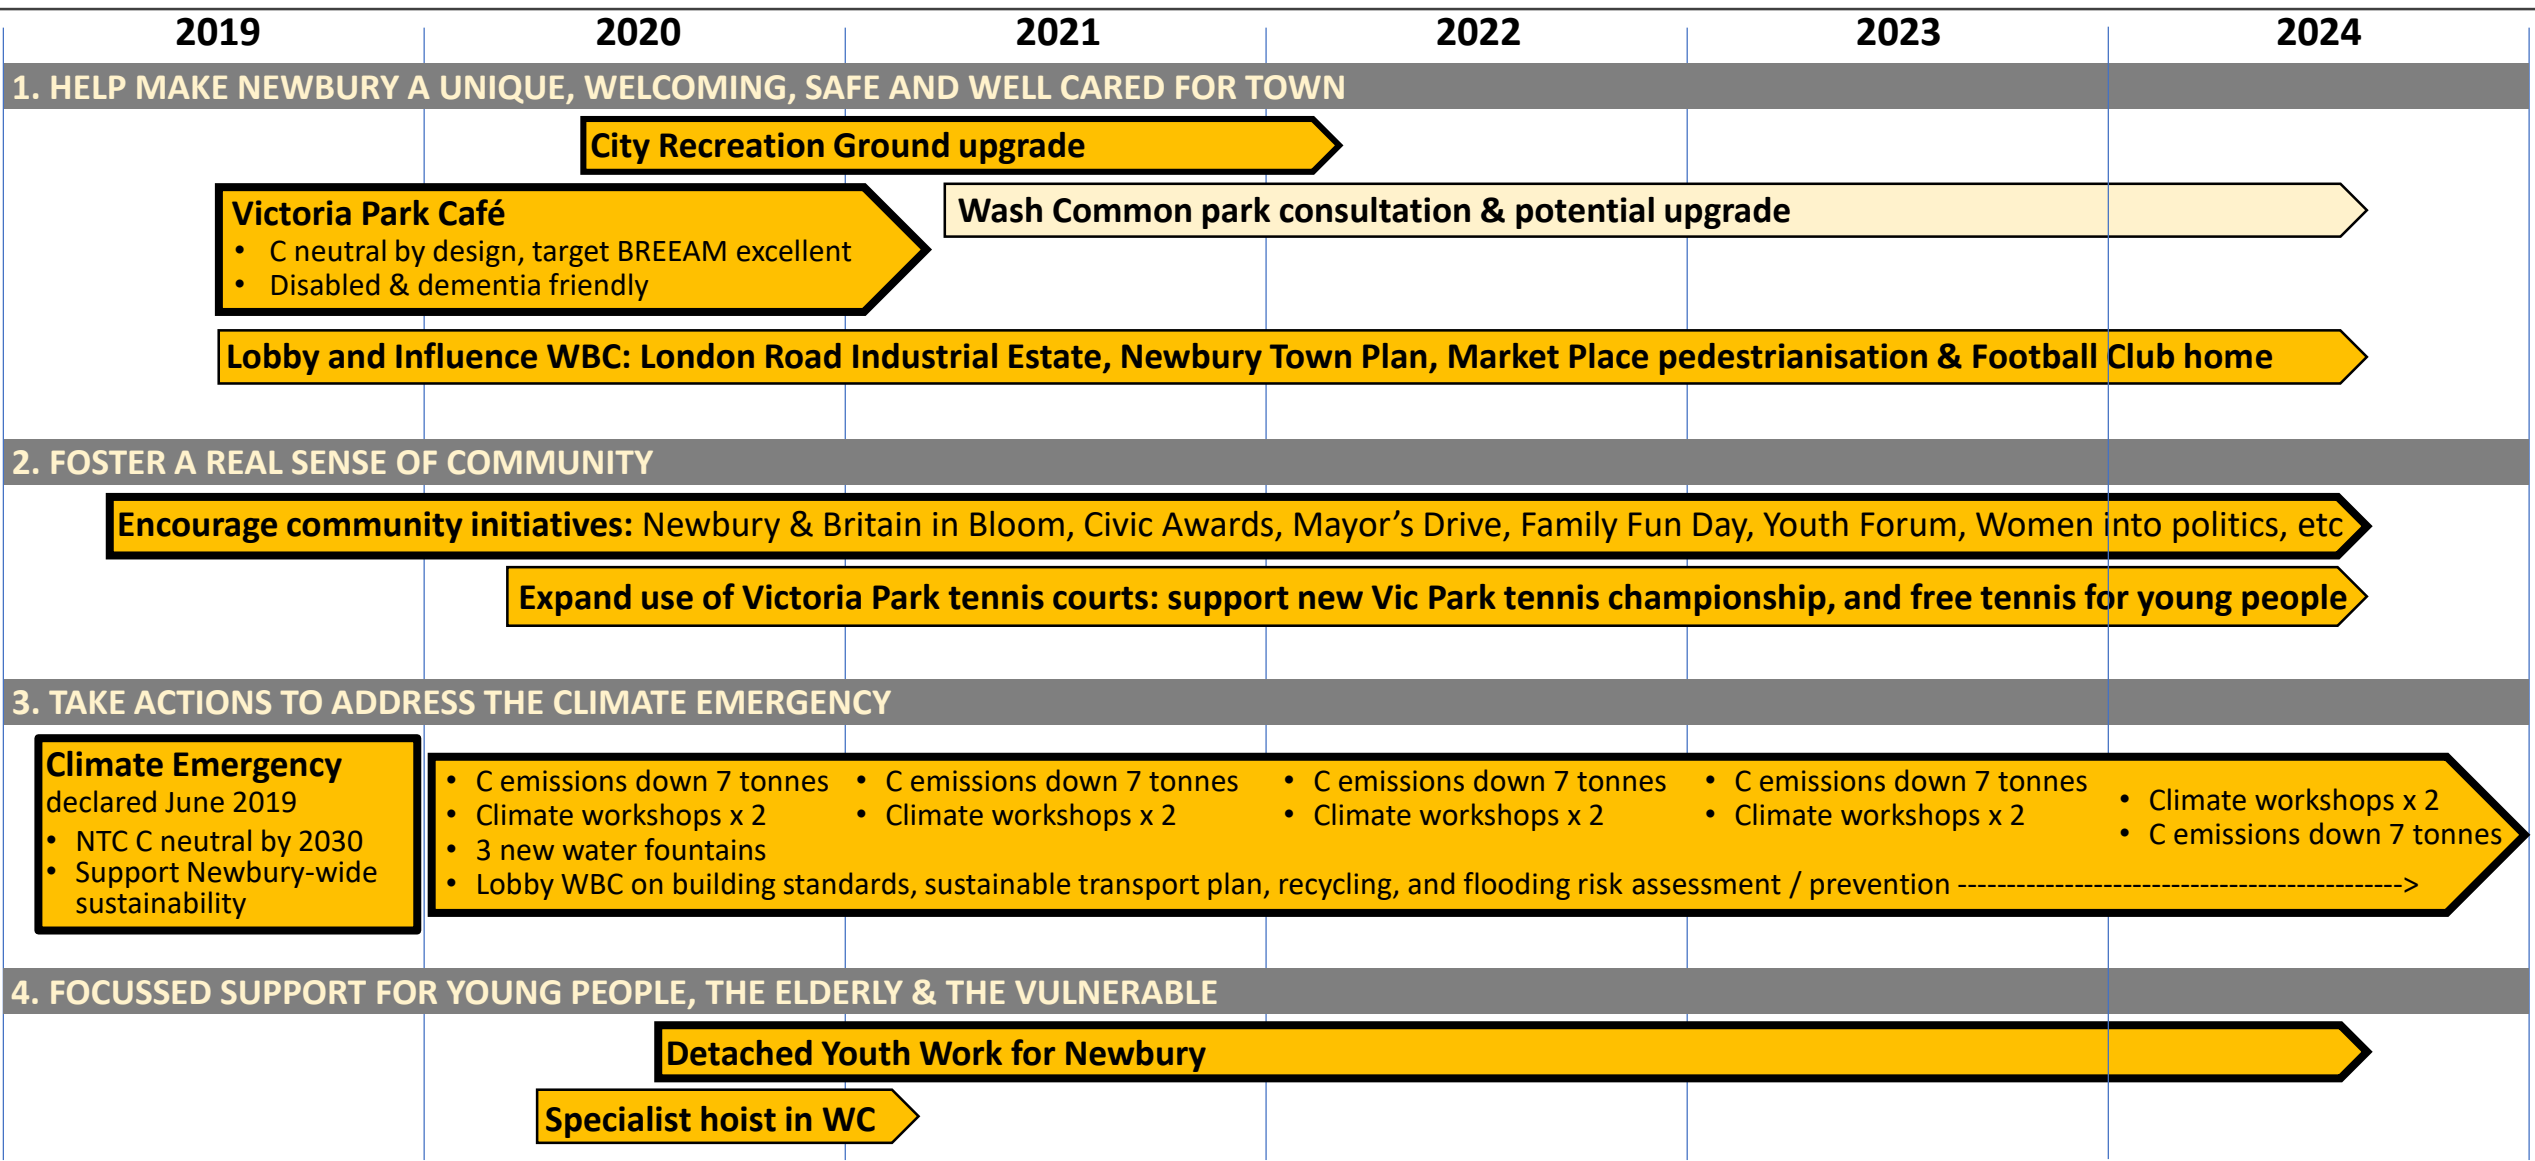 2019 2020 2021 2022 2023 2024
1. HELP MAKE NEWBURY A UNIQUE, WELCOMING, SAFE AND WELL CARED FOR TOWN
City Recreation Ground upgrade
Victoria Park Café
• C neutral by design, target BREEAM excellent
• Disabled & dementia friendly
Wash Common park consultation & potential upgrade
Lobby and Influence WBC: London Road Industrial Estate, Newbury Town Plan, Market Place pedestrianisation & Football Club home
2. FOSTER A REAL SENSE OF COMMUNITY
Encourage community initiatives: Newbury & Britain in Bloom, Civic Awards, Mayor’s Drive, Family Fun Day, Youth Forum, Women into politics, etc
Expand use of Victoria Park tennis courts: support new Vic Park tennis championship, and free tennis for young people
3. TAKE ACTIONS TO ADDRESS THE CLIMATE EMERGENCY
Climate Emergency
declared June 2019
• NTC C neutral by 2030
• Support Newbury-wide
sustainability
• C emissions down 7 tonnes
• Climate workshops x 2
• 3 new water fountains
• Lobby WBC on building standards, sustainable transport plan, recycling, and flooding risk assessment / prevention --------------------------------------------->
• C emissions down 7 tonnes
• Climate workshops x 2
• C emissions down 7 tonnes
• Climate workshops x 2
• C emissions down 7 tonnes
• Climate workshops x 2
• Climate workshops x 2
• C emissions down 7 tonnes
4. FOCUSSED SUPPORT FOR YOUNG PEOPLE, THE ELDERLY & THE VULNERABLE
Detached Youth Work for Newbury
Specialist hoist in WC